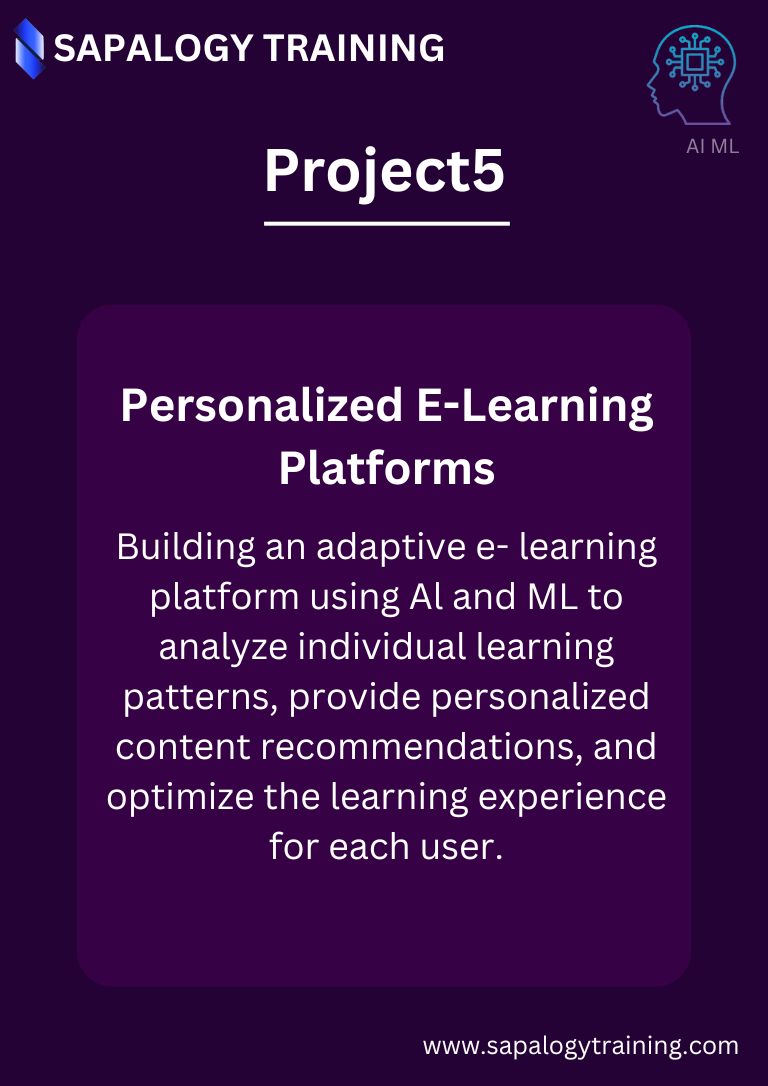 SAPALOGY TRAINING
AI ML
Project5
Personalized E-Learning
Platforms
Building an adaptive e- learning
platform using Al and ML to
analyze individual learning
patterns, provide personalized
content recommendations, and
optimize the learning experience
for each user.
www.sapalogytraining.com